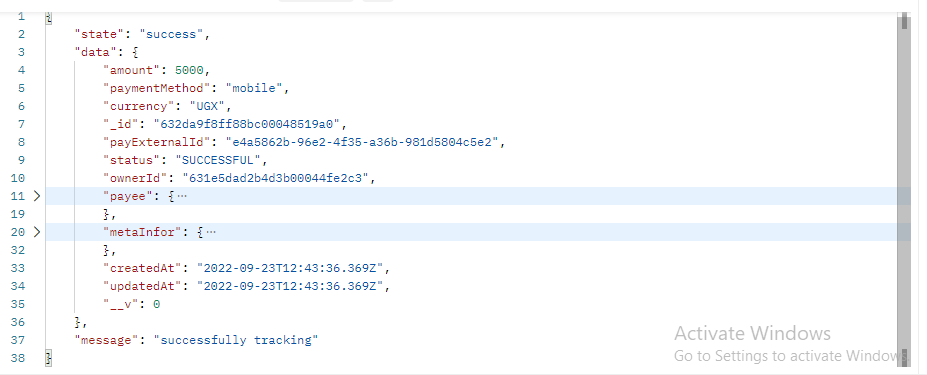 1 {
2 "state": "success",
3 "data": {
4 "amount": 5000,
5 "paymentMethod": "mobile",
6 "currency": "UGX",
7 "_id": "632da9f8ff88bc00048519a0",
8 "payExternalId": "e4a5862b-96e2-4f35-a36b-981d5804c5e2",
9 "status": "SUCCESSFUL",
10 "ownerId": "631e5dad2b4d3b00044fe2c3",
11 > "payee": {···
19 },
20 > "metaInfor": {···
32 },
33 "createdAt": "2022-09-23T12:43:36.369Z",
34 "updatedAt": "2022-09-23T12:43:36.369Z",
35 "__v": 0
36 },
37 "message": "successfully tracking"
38 }
Activate Windows
Go to Settings to activate Windows